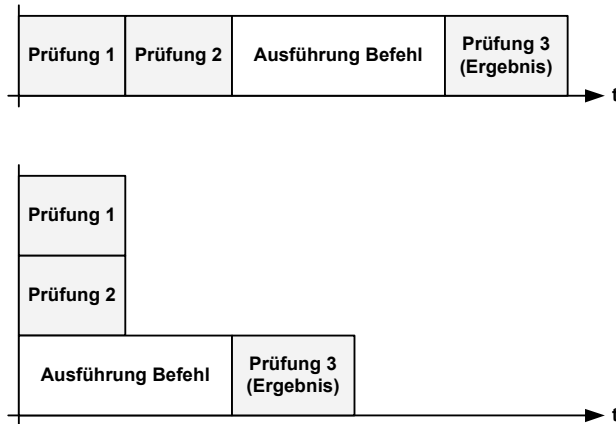 Prüfung 1
Prüfung 2
Ausführung Befehl
Prüfung 3
(Ergebnis)
t
Prüfung 1
Prüfung 2
Ausführung Befehl
Prüfung 3
(Ergebnis)
t